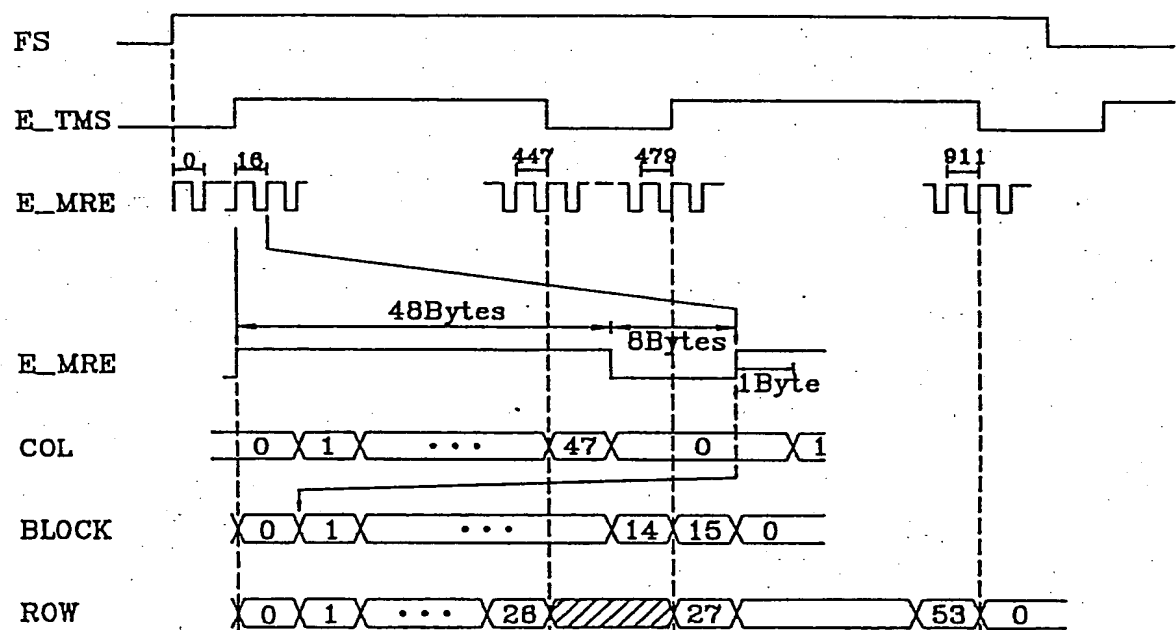 FS
E_TMS
0 16 447 479 911
E_MRE
48Bytes
8Bytes
E_MRE
1Byte
COL 0 1 • • • 47 0 1
BLOCK 0 1 • • • 14 15 0
ROW 0 1 • • • 26 27 53 0